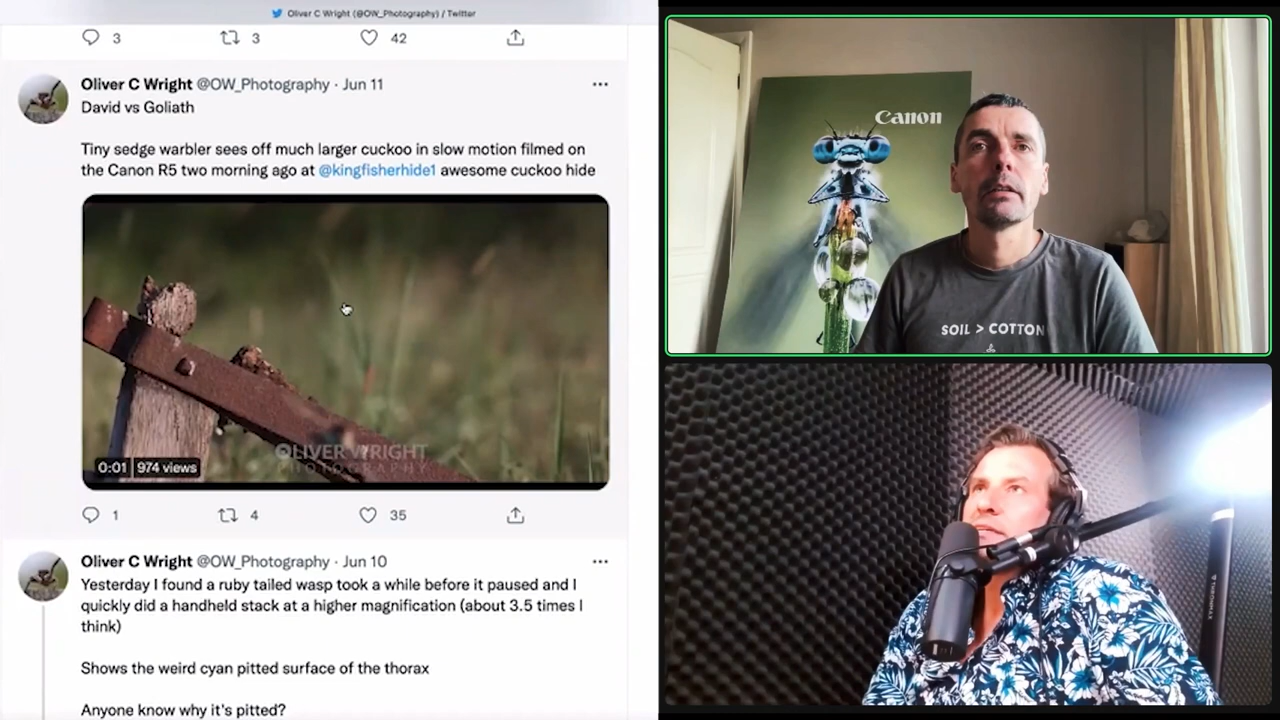 Oliver C Wright (@OW_Photography) / Twitter
3 3 42
Oliver C Wright @OW_Photography · Jun 11 ...
David vs Goliath
Tiny sedge warbler sees off much larger cuckoo in slow motion filmed on
the Canon R5 two morning ago at @kingfisherhide1 awesome cuckoo hide
OLIVER WRIGHT
PHOTOGRAPHY
0:01 974 views
1 4 35
Oliver C Wright @OW_Photography · Jun 10 ...
Yesterday I found a ruby tailed wasp took a while before it paused and I
quickly did a handheld stack at a higher magnification (about 3.5 times I
think)
Shows the weird cyan pitted surface of the thorax
Anyone know why it's pitted?
Canon
SOIL > COTTON
THRONMAX